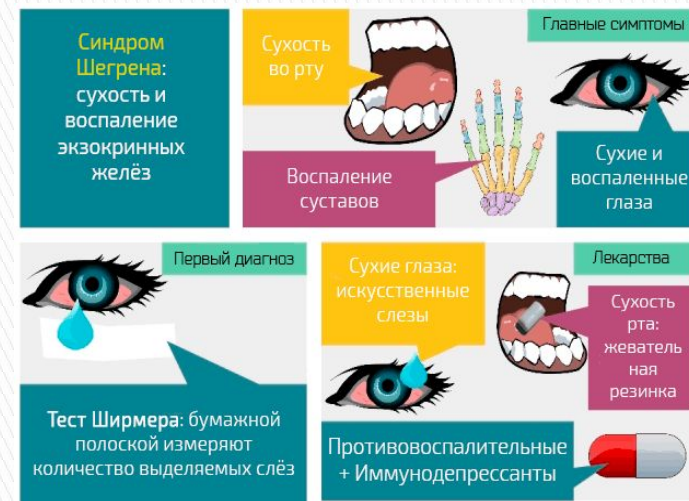 Синдром
Шегрена:
сухость и
воспаление
экзокринных
желёз
Сухость
во рту
Воспаление
суставов
Главные симптомы
Сухие и
воспаленные
глаза
Первый диагноз
Тест Ширмера: бумажной
полоской измеряют
количество выделяемых слёз
Сухие глаза:
искусственные
слезы
Лекарства
Сухость
рта:
жеватель
ная
резинка
Противовоспалительные
+ Иммунодепрессанты